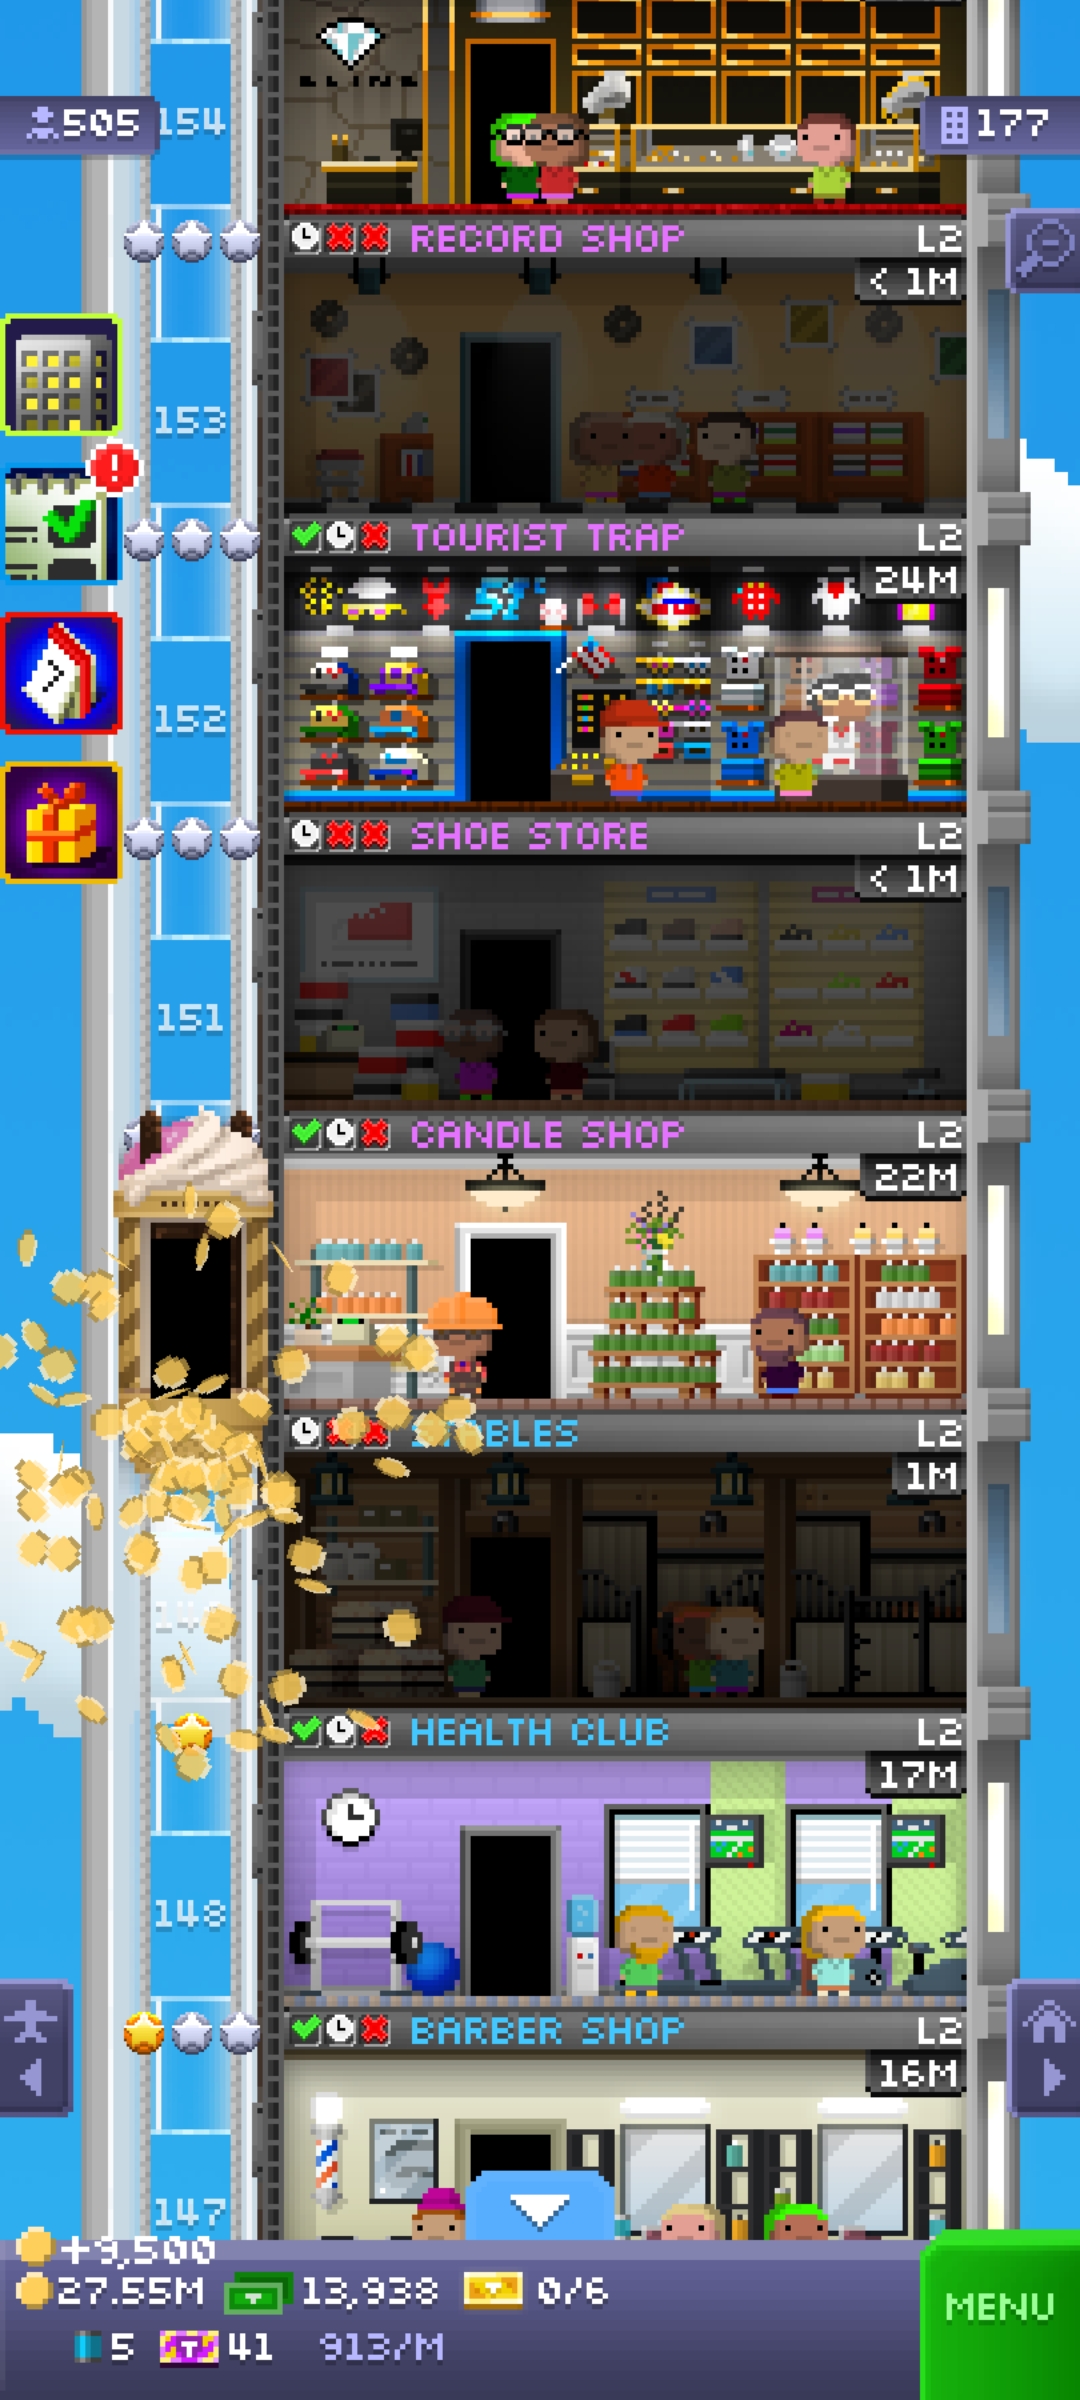 BLING
505
154
177
RECORD SHOP L2
< 1M
153
TOURIST TRAP L2
24M
7
152
SHOE STORE L2
< 1M
151
CANDLE SHOP L2
22M
L2
1M
HEALTH CLUB L2
17M
148
BARBER SHOP L2
16M
147
+9,500
27.55M 13,938 0/6
MENU
5 T 41 913/M